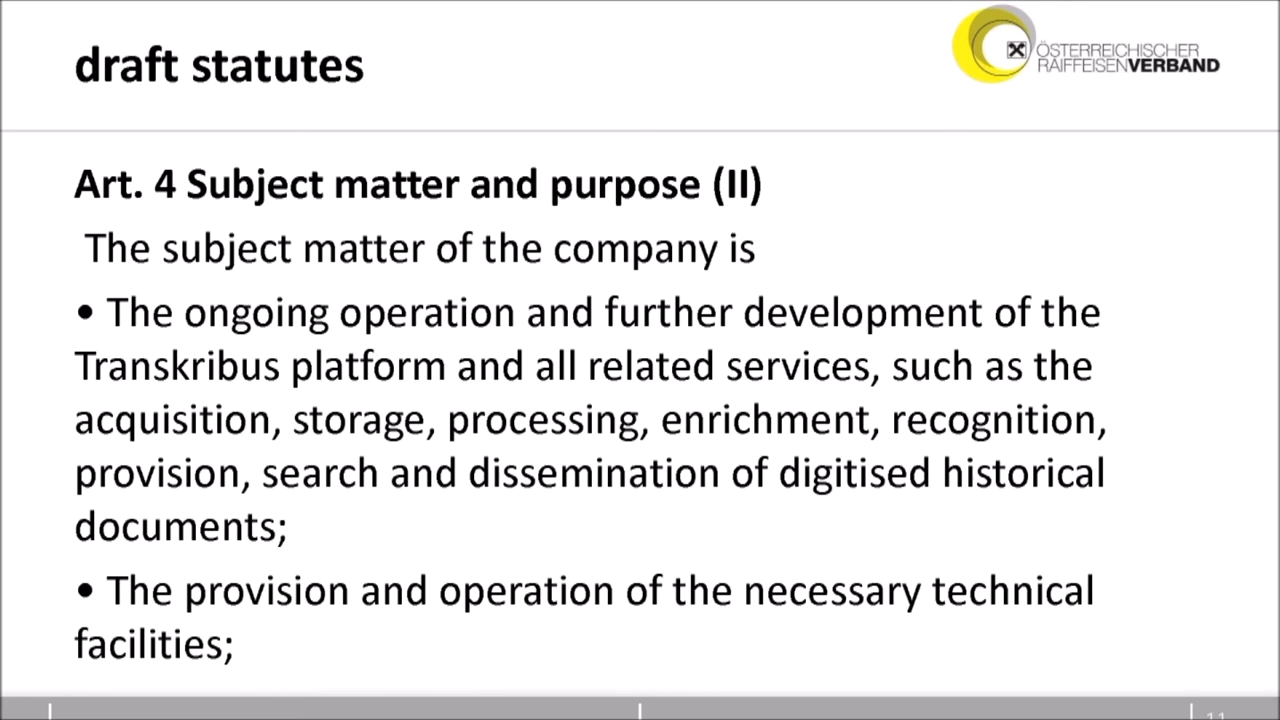 draft statutes
ÖSTERREICHISCHER
RAIFFEISENVERBAND
Art. 4 Subject matter and purpose (II)
The subject matter of the company is
• The ongoing operation and further development of the
Transkribus platform and all related services, such as the
acquisition, storage, processing, enrichment, recognition,
provision, search and dissemination of digitised historical
documents;
• The provision and operation of the necessary technical
facilities;
11